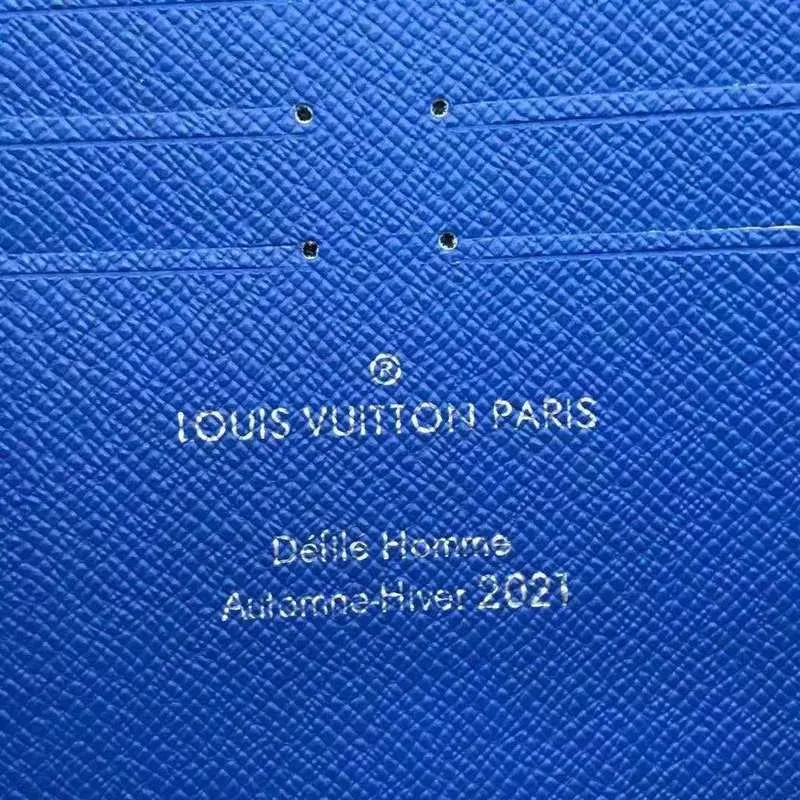 ®
LOUIS VUITTON PARIS
Défilé Homme
Automne-Hiver 2021